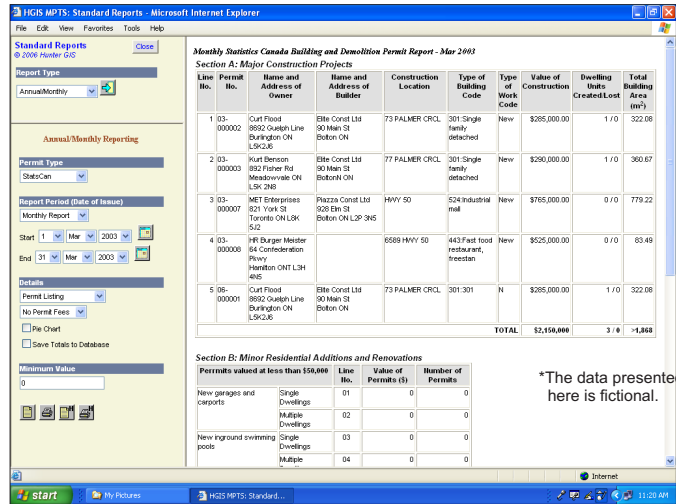 HGIS MPTS: Standard Reports - Microsoft Internet Explorer
File Edit View Favorites Tools Help
Standard Reports
© 2006 Hunter GIS
Close
Report Type
Annual/Monthly
Annual/Monthly Reporting
Permit Type
StatsCan
Report Period (Date of Issue)
Monthly Report
Start 1 Mar 2003
End 31 Mar 2003
Details
Permit Listing
No Permit Fees
Pie Chart
Save Totals to Database
Minimum Value
0
Monthly Statistics Canada Building and Demolition Permit Report - Mar 2003
Section A: Major Construction Projects
Line No. Permit No. Name and Address of Owner Name and Address of Builder Construction Location Type of Building Code Type of Work Code Value of Construction Dwelling Units Created/Lost Total Building Area (m²)
1 03-000002 Curt Flood 8692 Guelph Line Burlington ON L5K2J6 Elite Const Ltd 90 Main St Bolton ON 73 PALMER CRCL 301:Single family detached New $285,000.00 1 / 0 322.08
2 03-000003 Kurt Benson 892 Fisher Rd Meadowvale ON L5K 2N8 Elite Const Ltd 90 Main St BoltonN ON 77 PALMER CRCL 301:Single family detached New $290,000.00 1 / 0 360.67
3 03-000007 MET Enterprises 821 York St Toronto ON L8K 5J2 Piazza Const Ltd 928 Elm St Bolton ON L2P 3N5 HWY 50 524:Industrial mall New $765,000.00 0 / 0 779.22
4 03-000008 HR Burger Meister 64 Confederation Pkwy Hamilton ONT L3H 4N5 6589 HWY 50 443:Fast food restaurant, freestan New $525,000.00 0 / 0 83.49
5 06-000001 Curt Flood 8692 Guelph Line Burlington ON L5K2J6 Elite Const Ltd 90 Main St Bolton ON 73 PALMER CRCL 301:301 N $285,000.00 1 / 0 322.08
TOTAL $2,150,000 3 / 0 >1,868
Section B: Minor Residential Additions and Renovations
Perrmits valued at less than $50,000 Line No. Value of Permits ($) Number of Permits
New garages and carports Single Dwellings 01 0 0
Multiple Dwellings 02 0 0
New inground swimming pools Single Dwellings 03 0 0
Multiple 04 0 0
*The data presented
here is fictional.
Internet
start
My Pictures
HGIS MPTS: Standard...
11:20 AM